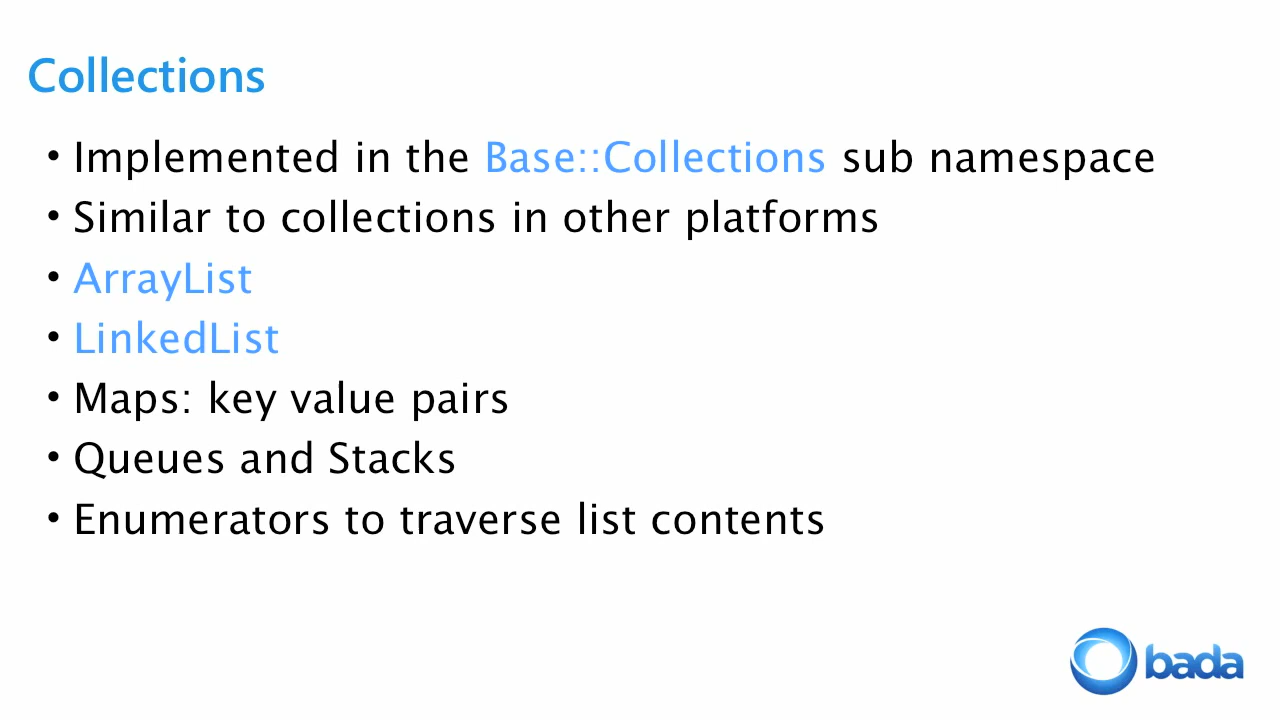 Collections
• Implemented in the Base::Collections sub namespace
• Similar to collections in other platforms
• ArrayList
• LinkedList
• Maps: key value pairs
• Queues and Stacks
• Enumerators to traverse list contents
bada